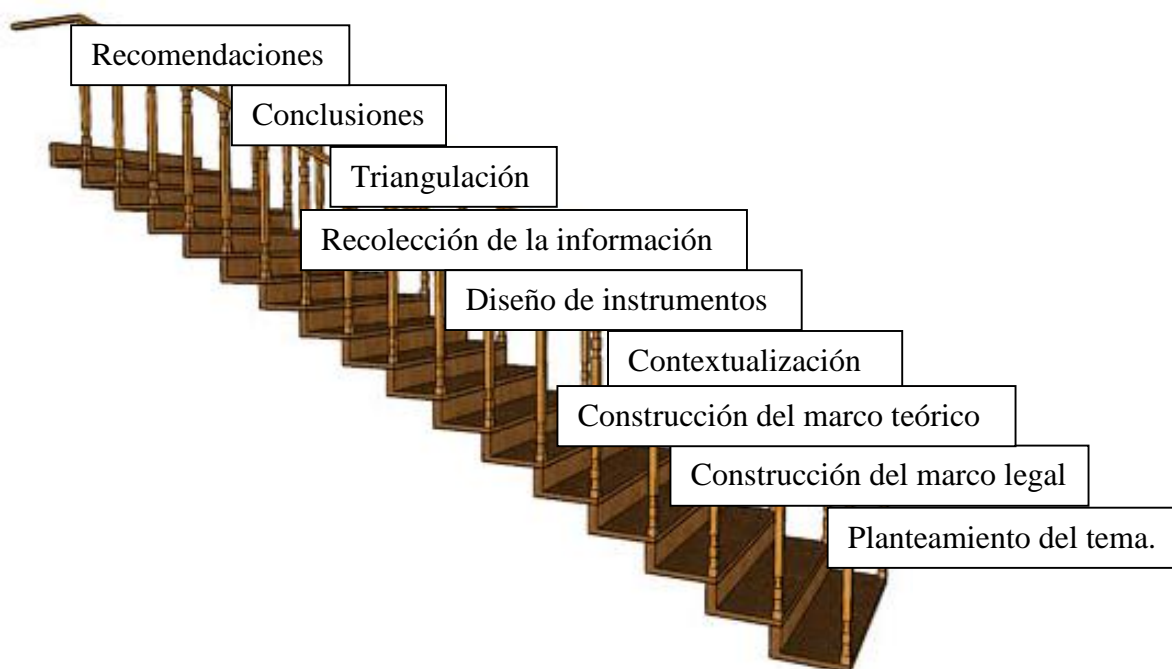 Recomendaciones
Conclusiones
Triangulación
Recolección de la información
Diseño de instrumentos
Contextualización
Construcción del marco teórico
Construcción del marco legal
Planteamiento del tema.